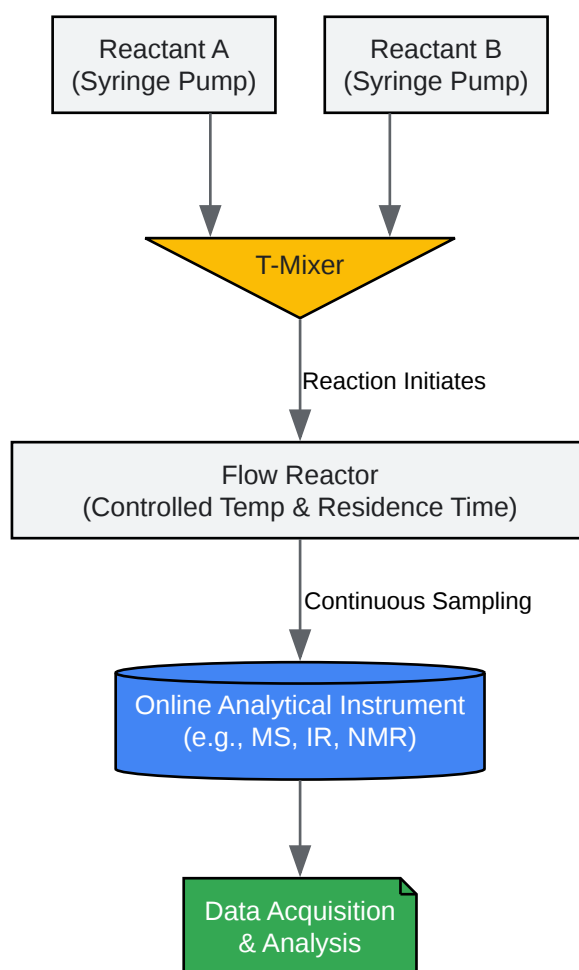 Reactant A
(Syringe Pump)
Reactant B
(Syringe Pump)
T-Mixer
Reaction Initiates
Flow Reactor
(Controlled Temp & Residence Time)
Continuous Sampling
Online Analytical Instrument
(e.g., MS, IR, NMR)
Data Acquisition
& Analysis